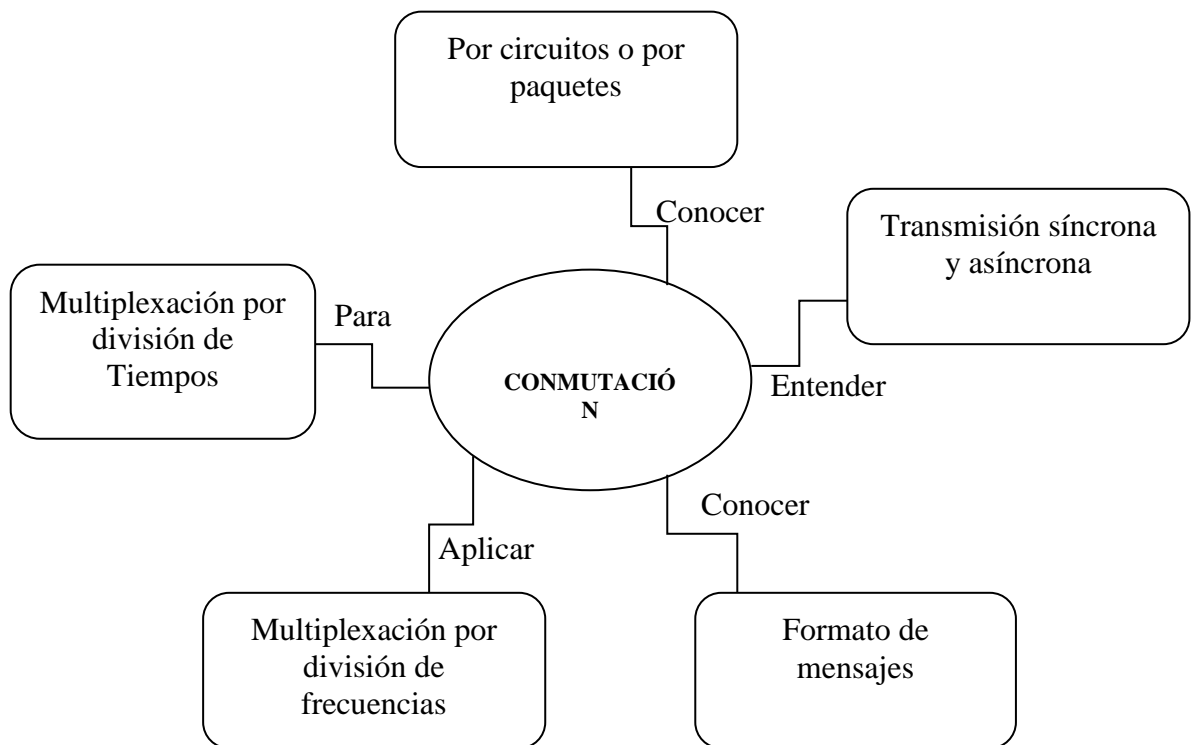 Por circuitos o por
paquetes
Conocer
Transmisión síncrona
y asíncrona
Multiplexación por
división de
Tiempos
Para
CONMUTACIÓ
N
Entender
Conocer
Aplicar
Multiplexación por
división de
frecuencias
Formato de
mensajes